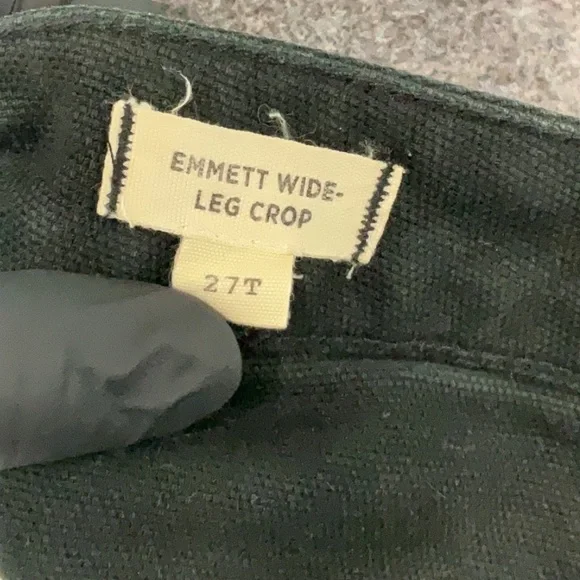 EMMETT WIDE-
LEG CROP
27T